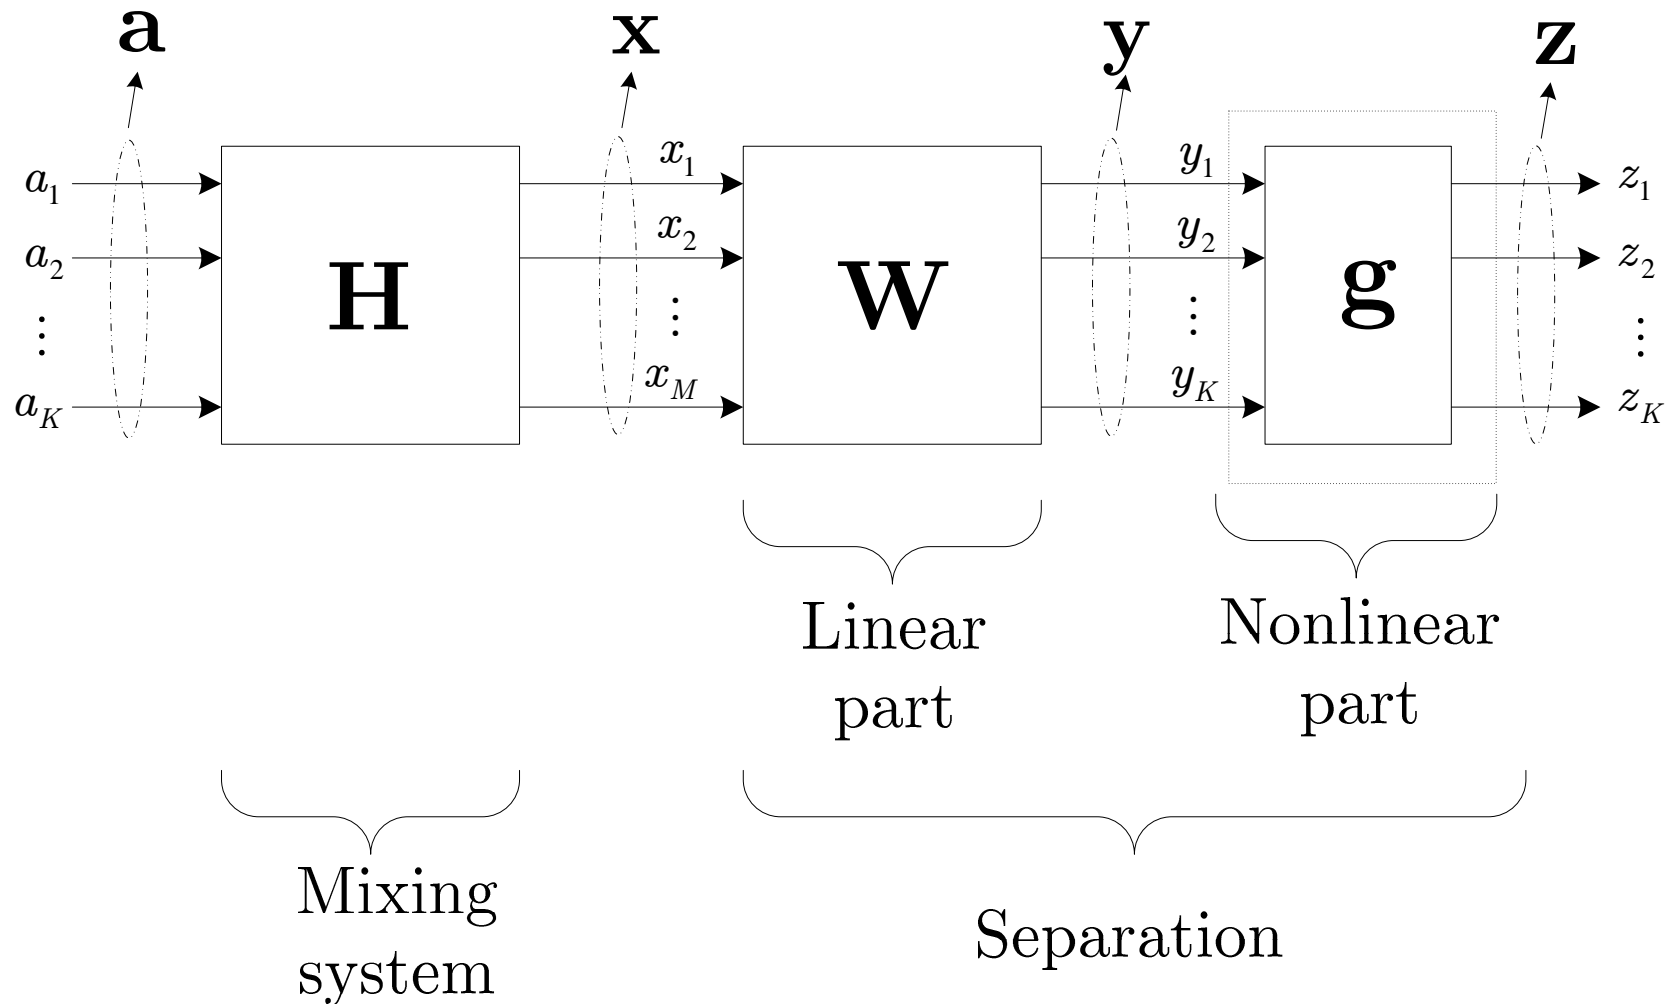 a x y z
a1 x1 y1 z1
a2 x2 y2 z2
H W g
⋮ ⋮ ⋮ ⋮
aK xM yK zK
Linear
part
Nonlinear
part
Mixing
system
Separation